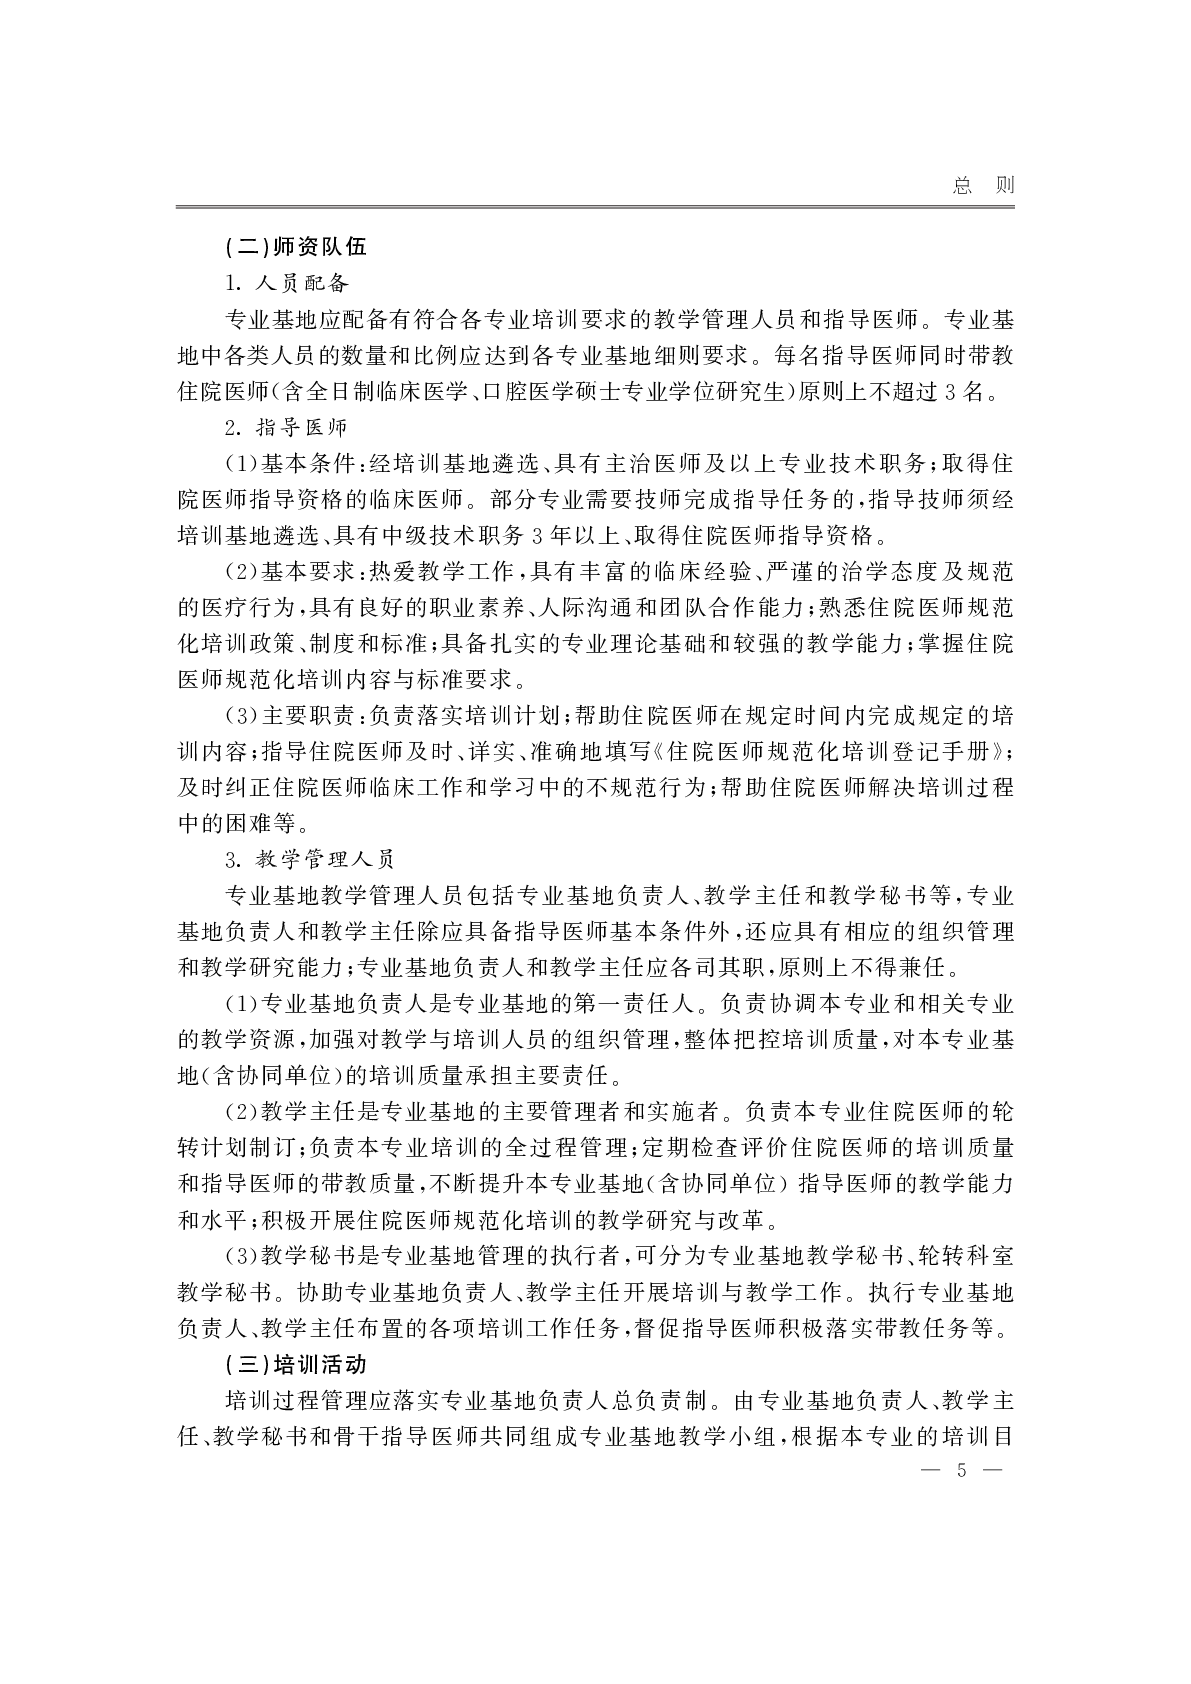 总 则
(二)师资队伍
1. 人员配备
专业基地应配备有符合各专业培训要求的教学管理人员和指导医师。专业基
地中各类人员的数量和比例应达到各专业基地细则要求。每名指导医师同时带教
住院医师(含全日制临床医学、口腔医学硕士专业学位研究生)原则上不超过 3 名。
2. 指导医师
(1)基本条件:经培训基地遴选、具有主治医师及以上专业技术职务;取得住
院医师指导资格的临床医师。部分专业需要技师完成指导任务的,指导技师须经
培训基地遴选、具有中级技术职务 3 年以上、取得住院医师指导资格。
(2)基本要求:热爱教学工作,具有丰富的临床经验、严谨的治学态度及规范
的医疗行为,具有良好的职业素养、人际沟通和团队合作能力;熟悉住院医师规范
化培训政策、制度和标准;具备扎实的专业理论基础和较强的教学能力;掌握住院
医师规范化培训内容与标准要求。
(3)主要职责:负责落实培训计划;帮助住院医师在规定时间内完成规定的培
训内容;指导住院医师及时、详实、准确地填写《住院医师规范化培训登记手册》;
及时纠正住院医师临床工作和学习中的不规范行为;帮助住院医师解决培训过程
中的困难等。
3. 教学管理人员
专业基地教学管理人员包括专业基地负责人、教学主任和教学秘书等,专业
基地负责人和教学主任除应具备指导医师基本条件外,还应具有相应的组织管理
和教学研究能力;专业基地负责人和教学主任应各司其职,原则上不得兼任。
(1)专业基地负责人是专业基地的第一责任人。负责协调本专业和相关专业
的教学资源,加强对教学与培训人员的组织管理,整体把控培训质量,对本专业基
地(含协同单位)的培训质量承担主要责任。
(2)教学主任是专业基地的主要管理者和实施者。负责本专业住院医师的轮
转计划制订;负责本专业培训的全过程管理;定期检查评价住院医师的培训质量
和指导医师的带教质量,不断提升本专业基地(含协同单位) 指导医师的教学能力
和水平;积极开展住院医师规范化培训的教学研究与改革。
(3)教学秘书是专业基地管理的执行者,可分为专业基地教学秘书、轮转科室
教学秘书。协助专业基地负责人、教学主任开展培训与教学工作。执行专业基地
负责人、教学主任布置的各项培训工作任务,督促指导医师积极落实带教任务等。
(三)培训活动
培训过程管理应落实专业基地负责人总负责制。由专业基地负责人、教学主
任、教学秘书和骨干指导医师共同组成专业基地教学小组,根据本专业的培训目
— 5 —